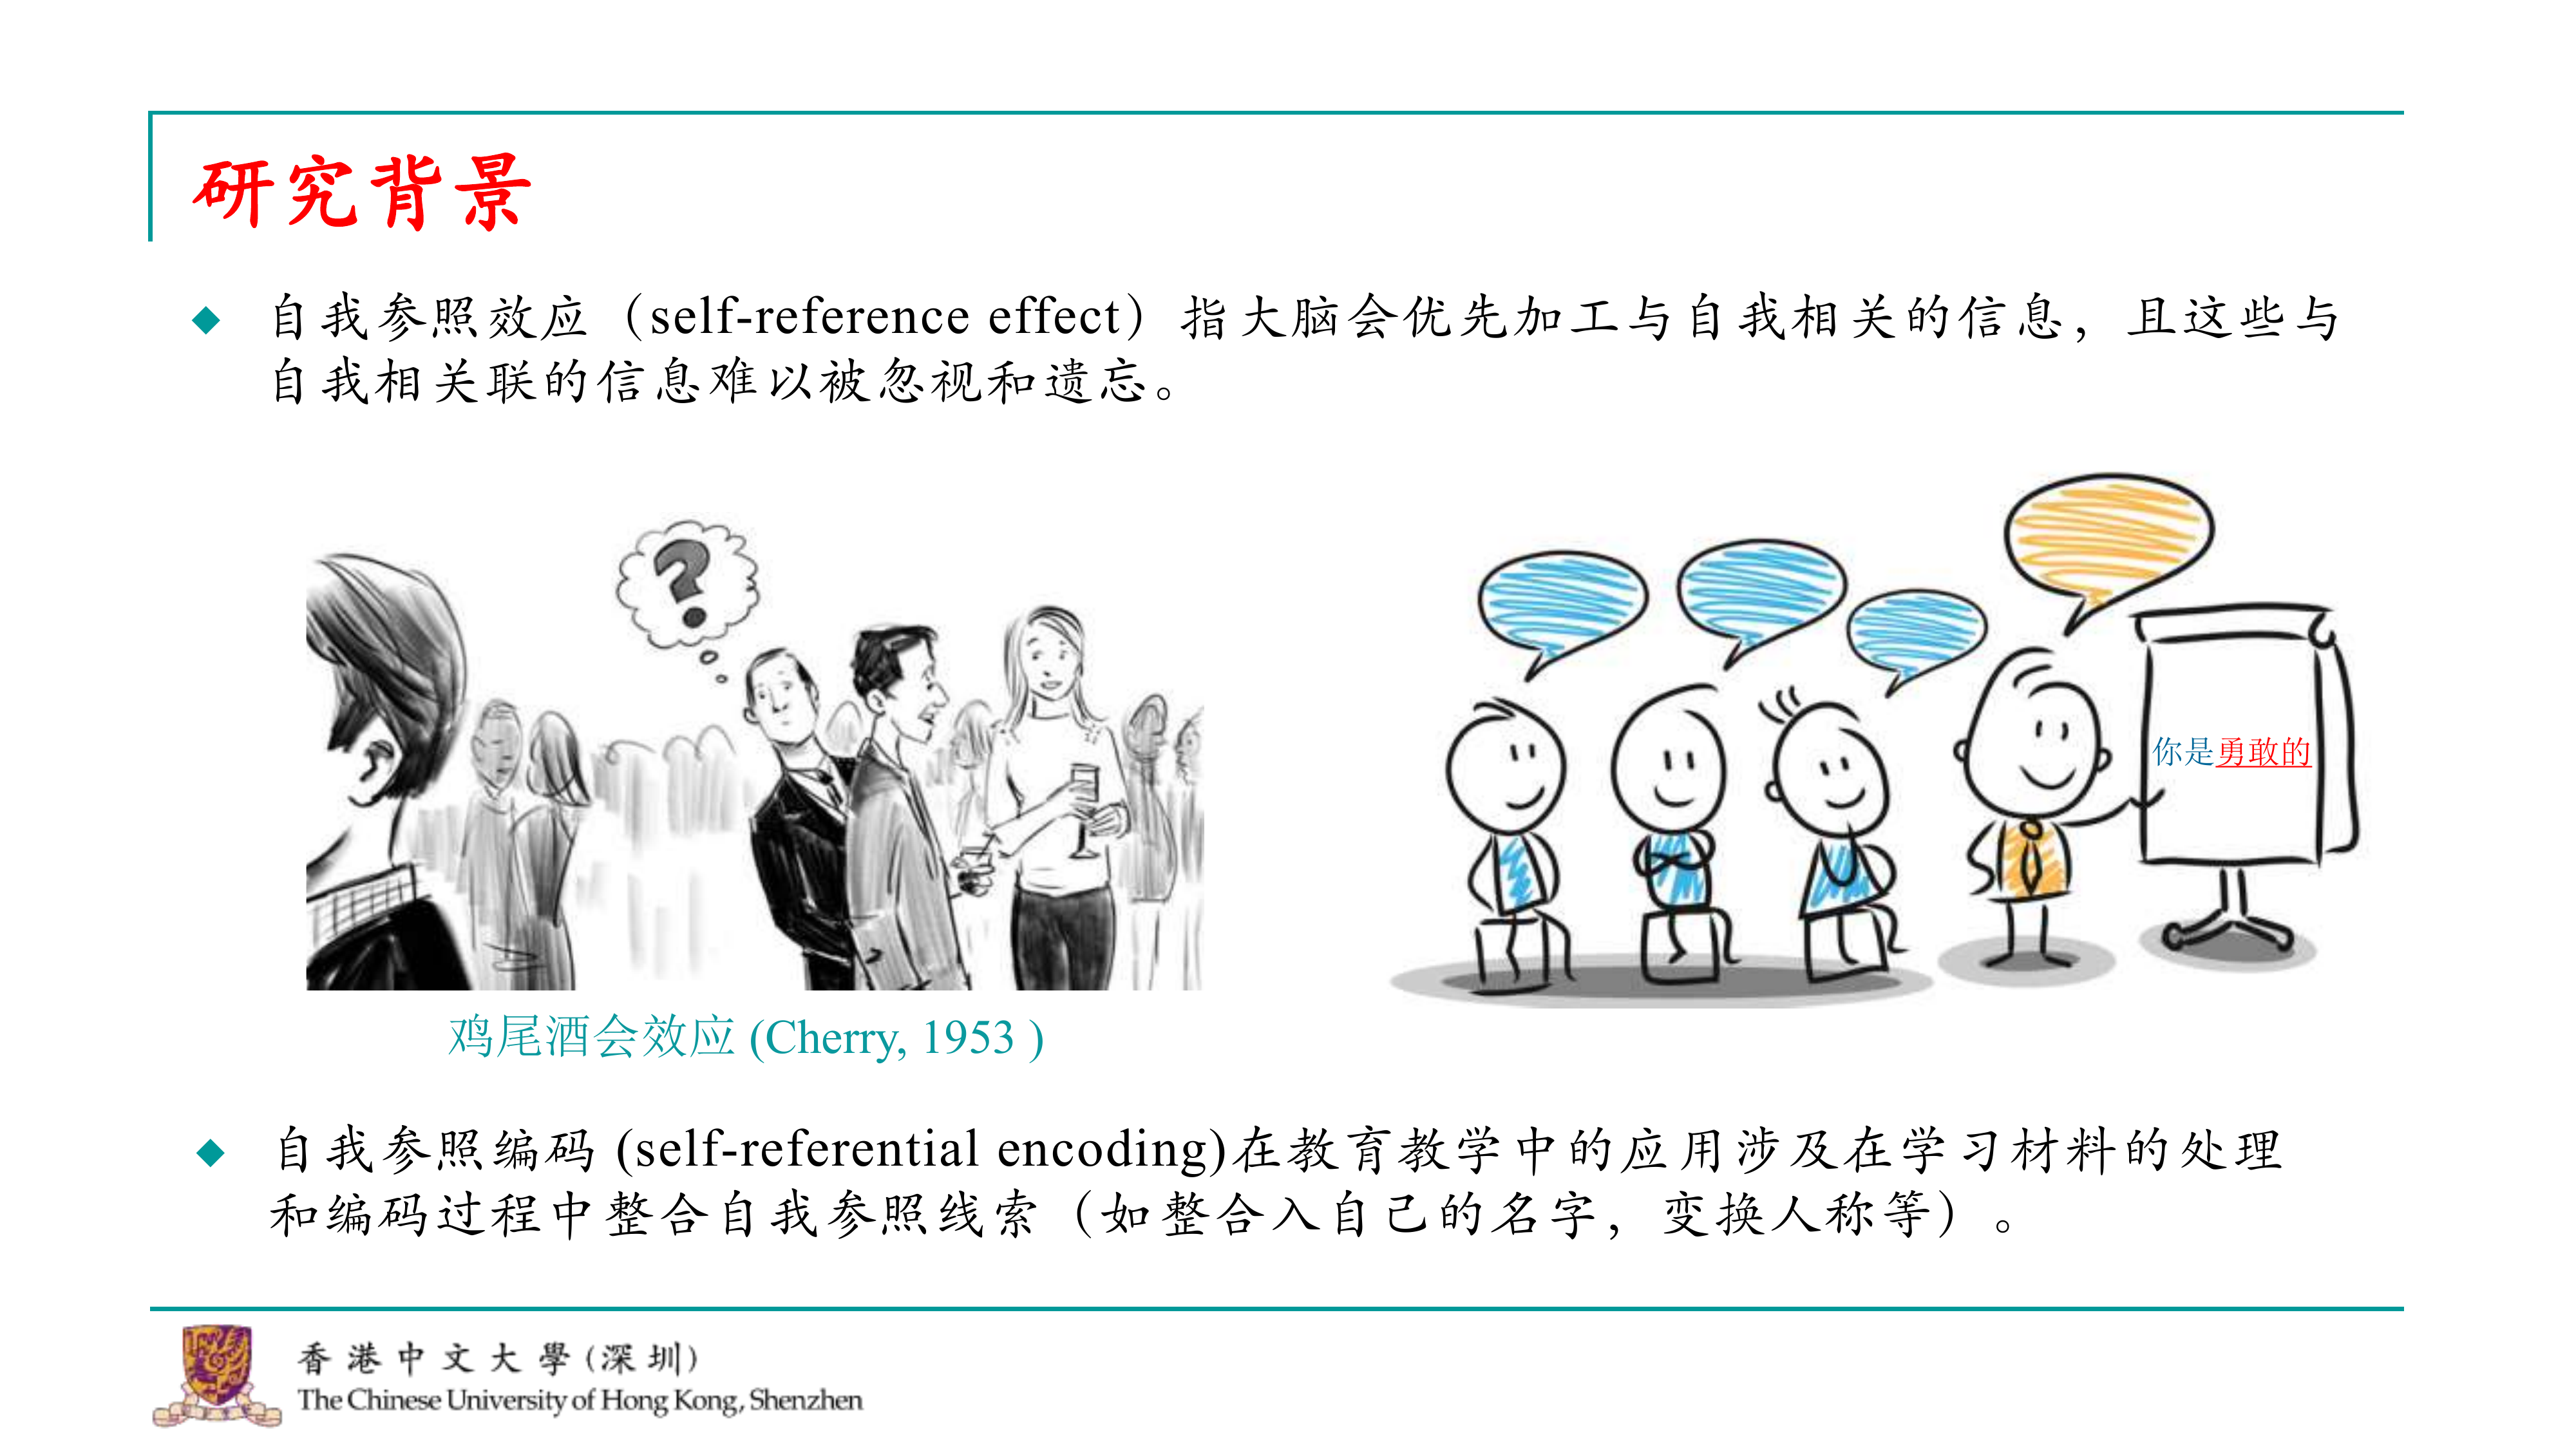 研究背景
自我参照效应（self-reference effect）指大脑会优先加工与自我相关的信息，且这些与
自我相关联的信息难以被忽视和遗忘。
?
你是勇敢的
鸡尾酒会效应 (Cherry, 1953 )
自我参照编码 (self-referential encoding)在教育教学中的应用涉及在学习材料的处理
和编码过程中整合自我参照线索（如整合入自己的名字，变换人称等）。
香港中文大學(深圳)
The Chinese University of Hong Kong, Shenzhen